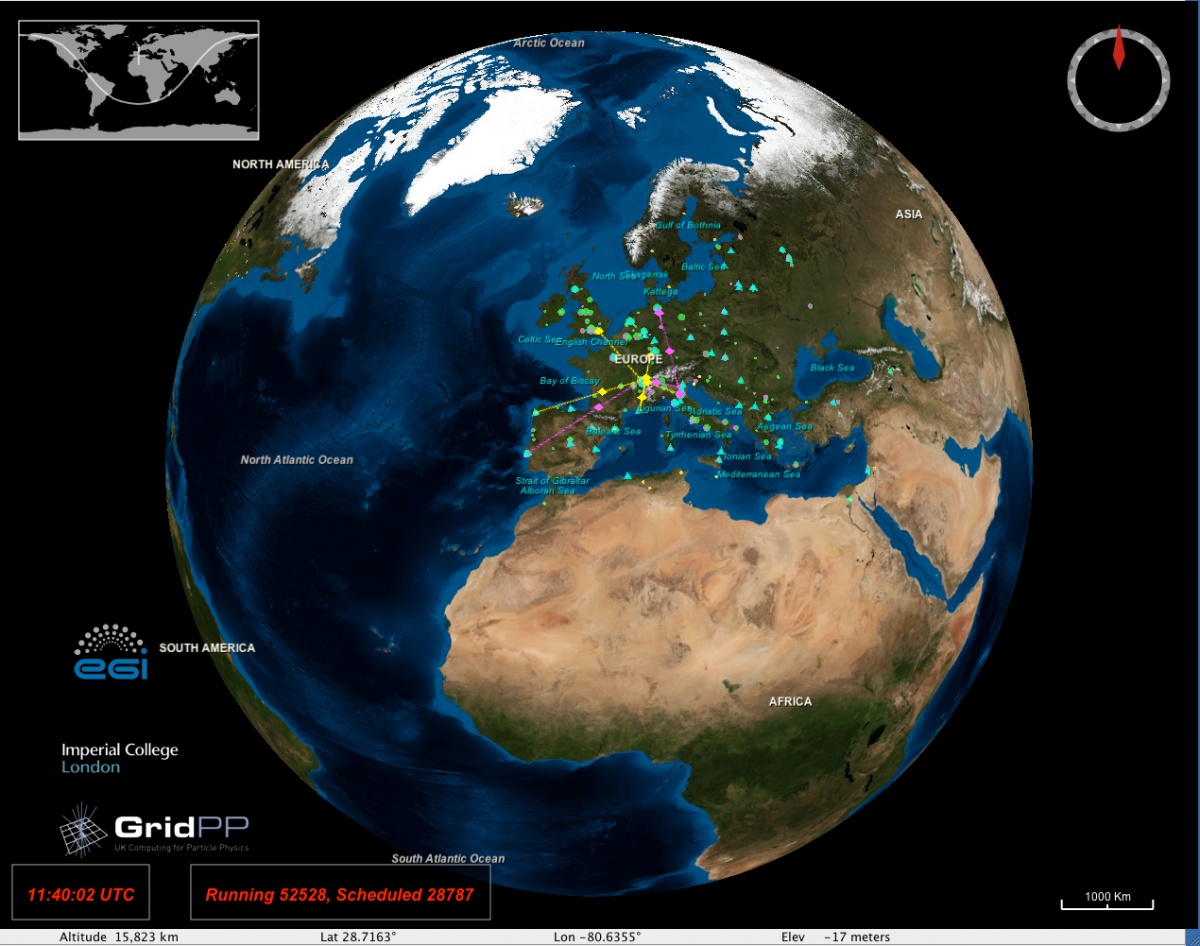 Arctic Ocean
NORTH AMERICA
ASIA
Gulf of Bothnia
Baltic Sea
North Sea
Skagerrak
Kattega
Celtic Sea
English Channel
EUROPE
Bay of Biscay
Black Sea
Ligurian Sea
Adriatic Sea
Balearic Sea
Tyrrhenian Sea
Aegean Sea
Ionian Sea
North Atlantic Ocean
Mediterranean Sea
Strait of Gibraltar
Alboran Sea
egi
SOUTH AMERICA
AFRICA
Imperial College
London
GridPP
UK Computing for Particle Physics
South Atlantic Ocean
11:40:02 UTC
Running 52528, Scheduled 28787
1000 Km
Altitude 15,823 km Lat 28.7163° Lon -80.6355° Elev -17 meters